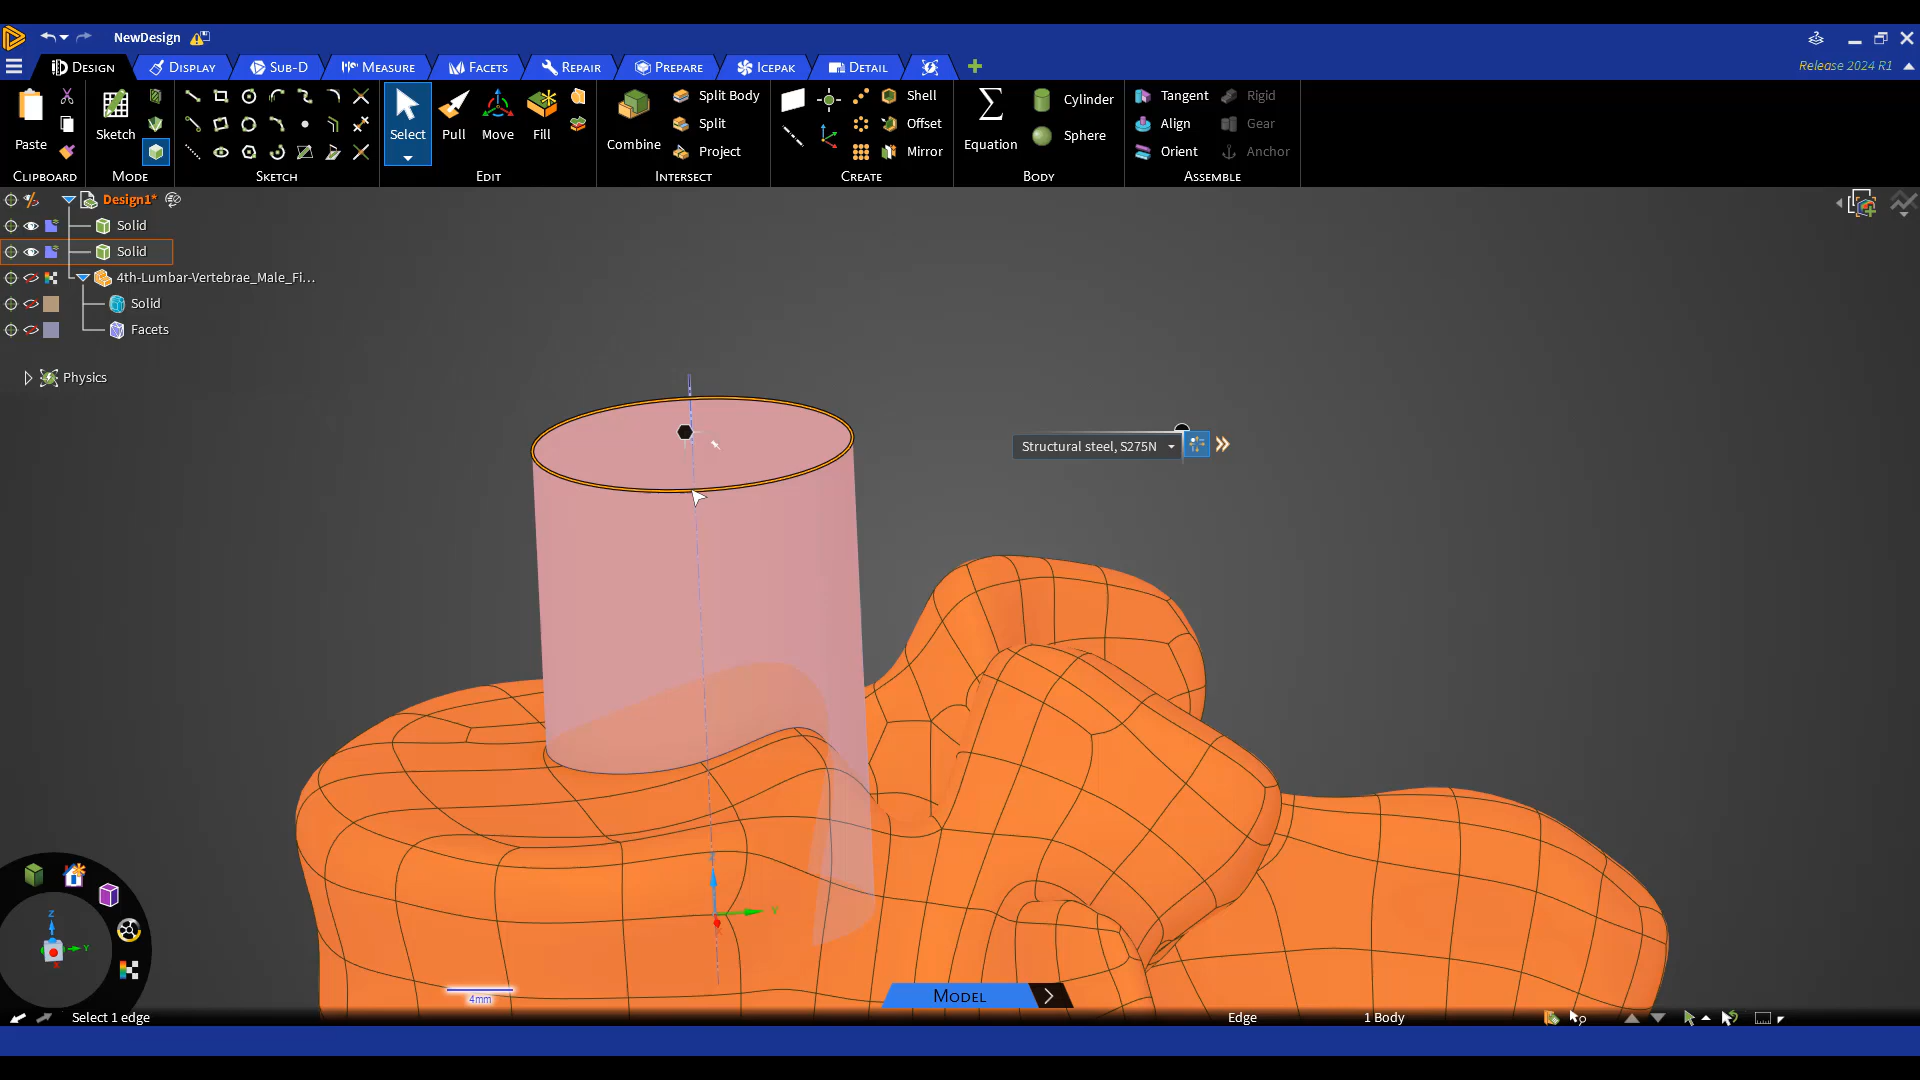 NewDesign
Design
Display
Sub-D
Measure
Facets
Repair
Prepare
Icepak
Detail
Release 2024 R1
Paste
Sketch
Select
Pull
Move
Fill
Combine
Split Body
Split
Project
Shell
Offset
Mirror
Equation
Cylinder
Sphere
Tangent
Align
Orient
Rigid
Gear
Anchor
Clipboard
Mode
Sketch
Edit
Intersect
Create
Body
Assemble
Design1*
Solid
Solid
4th-Lumbar-Vertebrae_Male_Fi...
Solid
Facets
Physics
Structural steel, S275N
Z
Y
X
Y
4mm
Model
Select 1 edge
Edge
1 Body